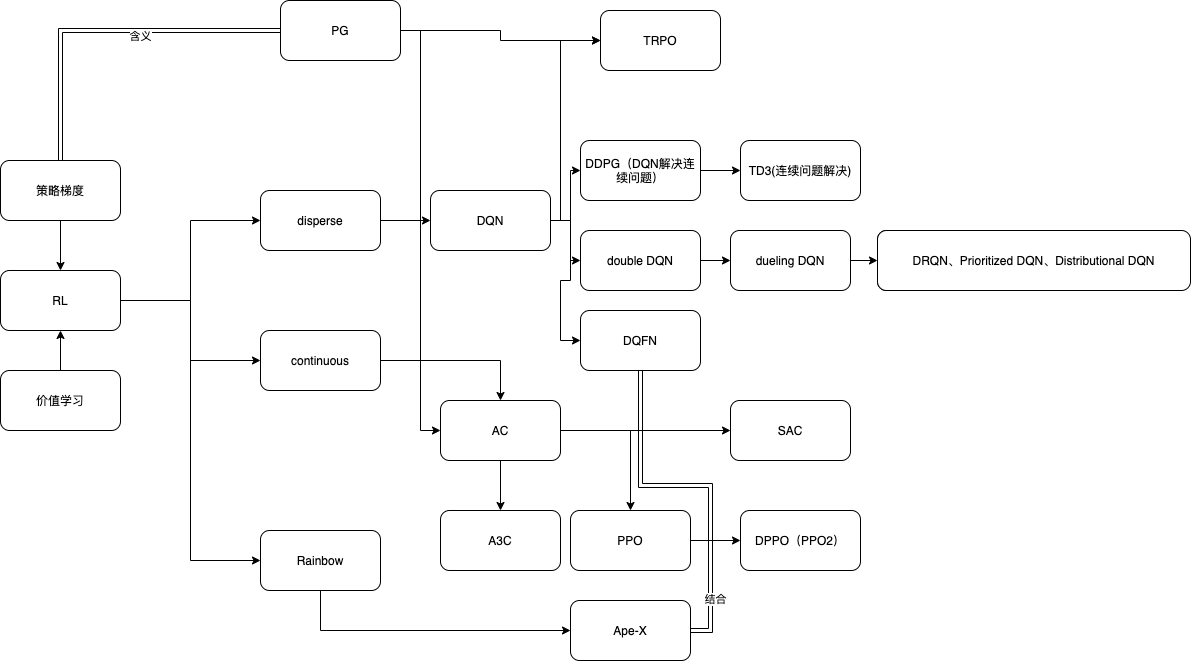 PG
含义
TRPO
DDPG（DQN解决连
续问题）
TD3(连续问题解决)
策略梯度
disperse
DQN
double DQN
dueling DQN
DRQN、Prioritized DQN、Distributional DQN
RL
DQFN
continuous
价值学习
AC
SAC
A3C
PPO
DPPO（PPO2）
Rainbow
结合
Ape-X